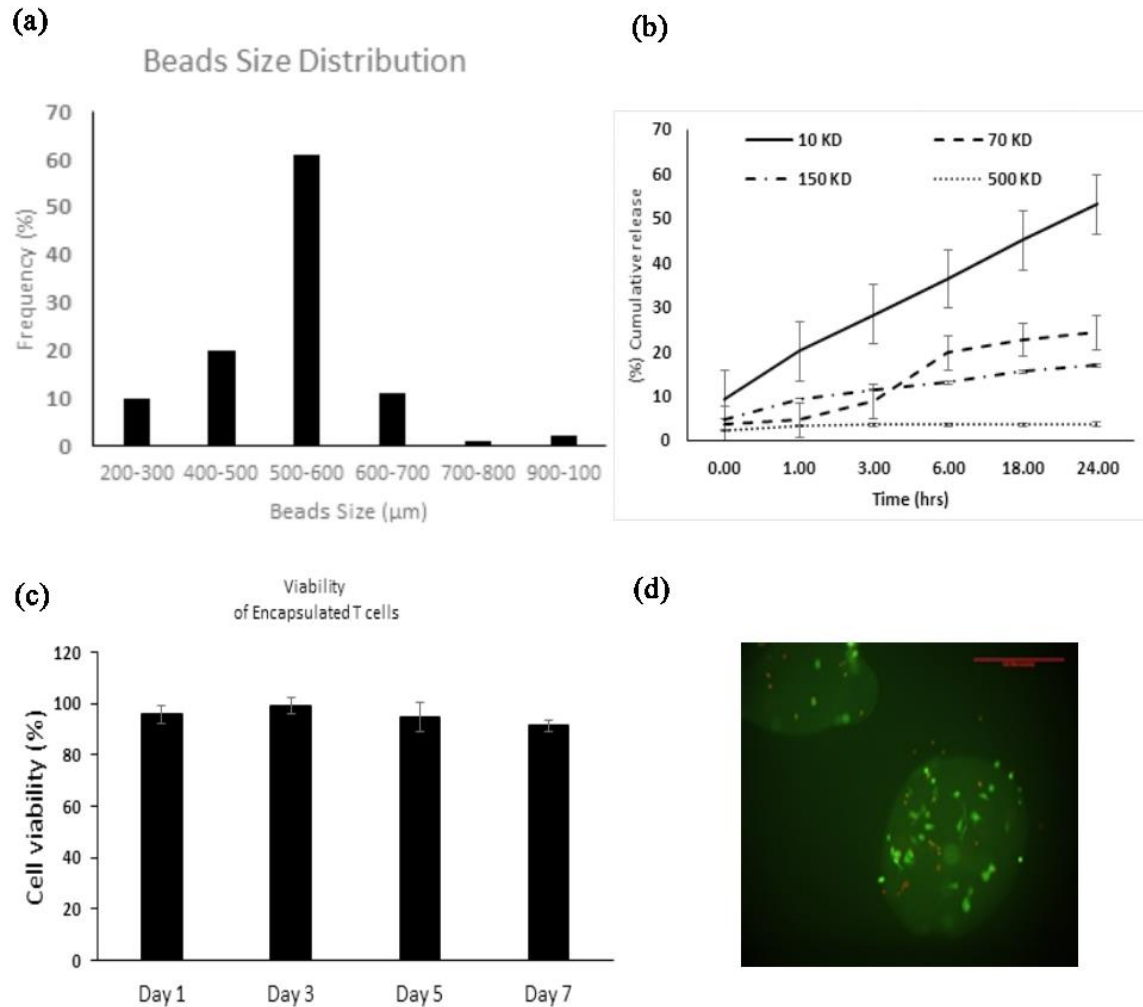 (a)
Beads Size Distribution
70
60
50
40
30
20
10
0
Frequency (%)
200-300 400-500 500-600 600-700 700-800 900-100
Beads Size (µm)
(b)
70
60
50
40
30
20
10
0
(%) Cumulative release
10 KD
70 KD
150 KD
500 KD
0.00 1.00 3.00 6.00 18.00 24.00
Time (hrs)
(c)
Viability
of Encapsulated T cells
120
100
80
60
40
20
0
Cell viability (%)
Day 1 Day 3 Day 5 Day 7
(d)